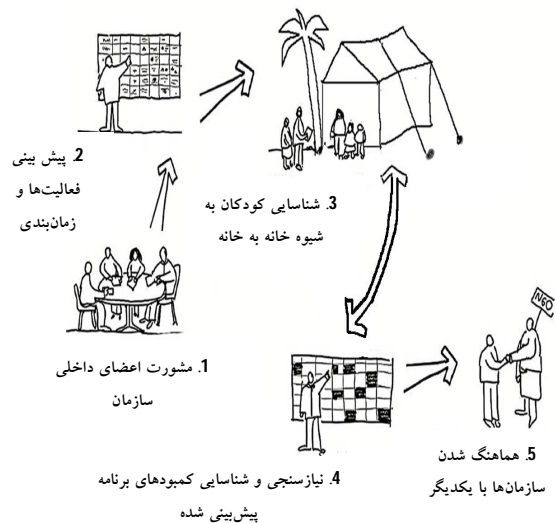 1. مشورت اعضای داخلی
سازمان
2. پیش بینی
فعالیت‌ها و
زمان‌بندی
3. شناسایی کودکان به
شیوه خانه به خانه
4. نیازسنجی و شناسایی کمبودهای برنامه
پیش‌بینی شده
5. هماهنگ شدن
سازمان‌ها با یکدیگر
NGO